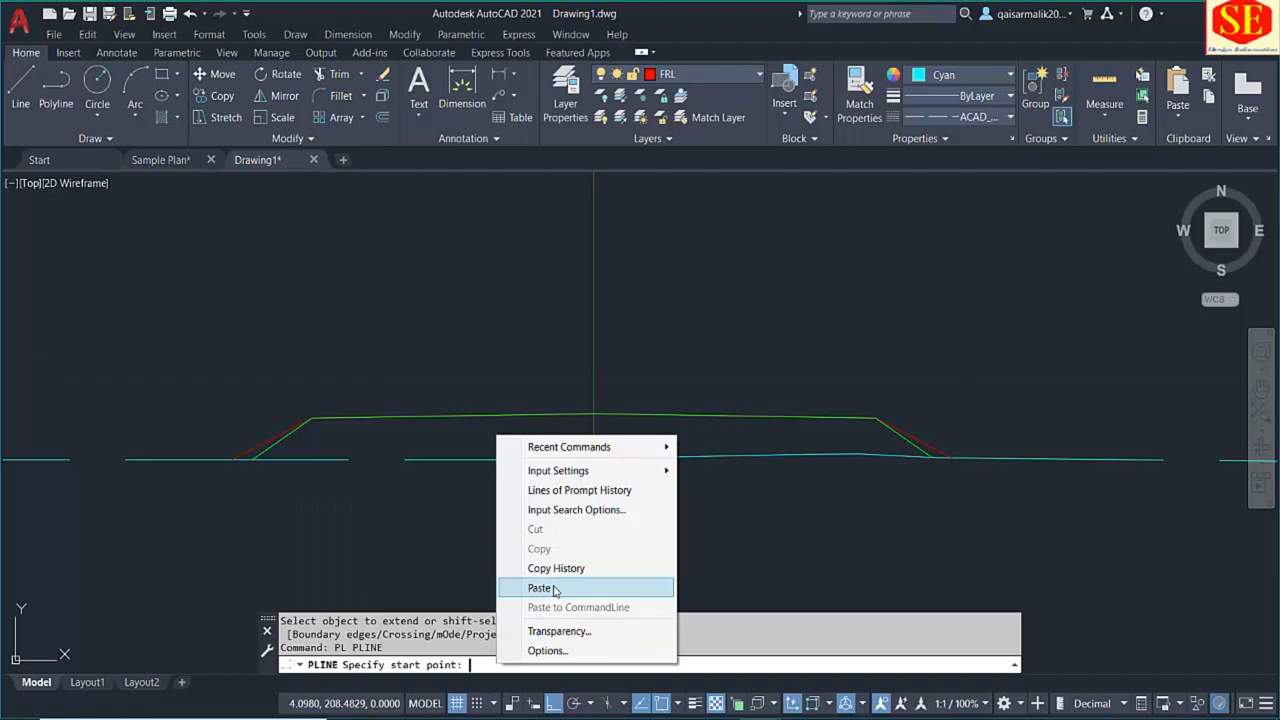 Autodesk AutoCAD 2021 Drawing1.dwg
Type a keyword or phrase
qaisarmalik20...
SE
File Edit View Insert Format Tools Draw Dimension Modify Parametric Express Window Help
Home Insert Annotate Parametric View Manage Output Add-ins Collaborate Express Tools Featured Apps
Line
Polyline
Circle
Arc
Move
Copy
Stretch
Rotate
Mirror
Scale
Trim
Fillet
Array
Text
Dimension
Table
Layer
Properties
FRL
Match Layer
Insert
Match
Properties
Cyan
ByLayer
ACAD_...
Group
Measure
Paste
Base
Draw
Modify
Annotation
Layers
Block
Properties
Groups
Utilities
Clipboard
View
Start
Sample Plan*
Drawing1*
[−][Top][2D Wireframe]
N
W
TOP
E
S
WCS
Recent Commands
Input Settings
Lines of Prompt History
Input Search Options...
Cut
Copy
Copy History
Paste
Paste to CommandLine
Transparency...
Options...
Y
X
Select object to extend or shift-sel
[Boundary edges/Crossing/mOde/Proje
Command: PL PLINE
PLINE Specify start point:
Model
Layout1
Layout2
4.0980, 208.4829, 0.0000
MODEL
1:1 / 100%
Decimal